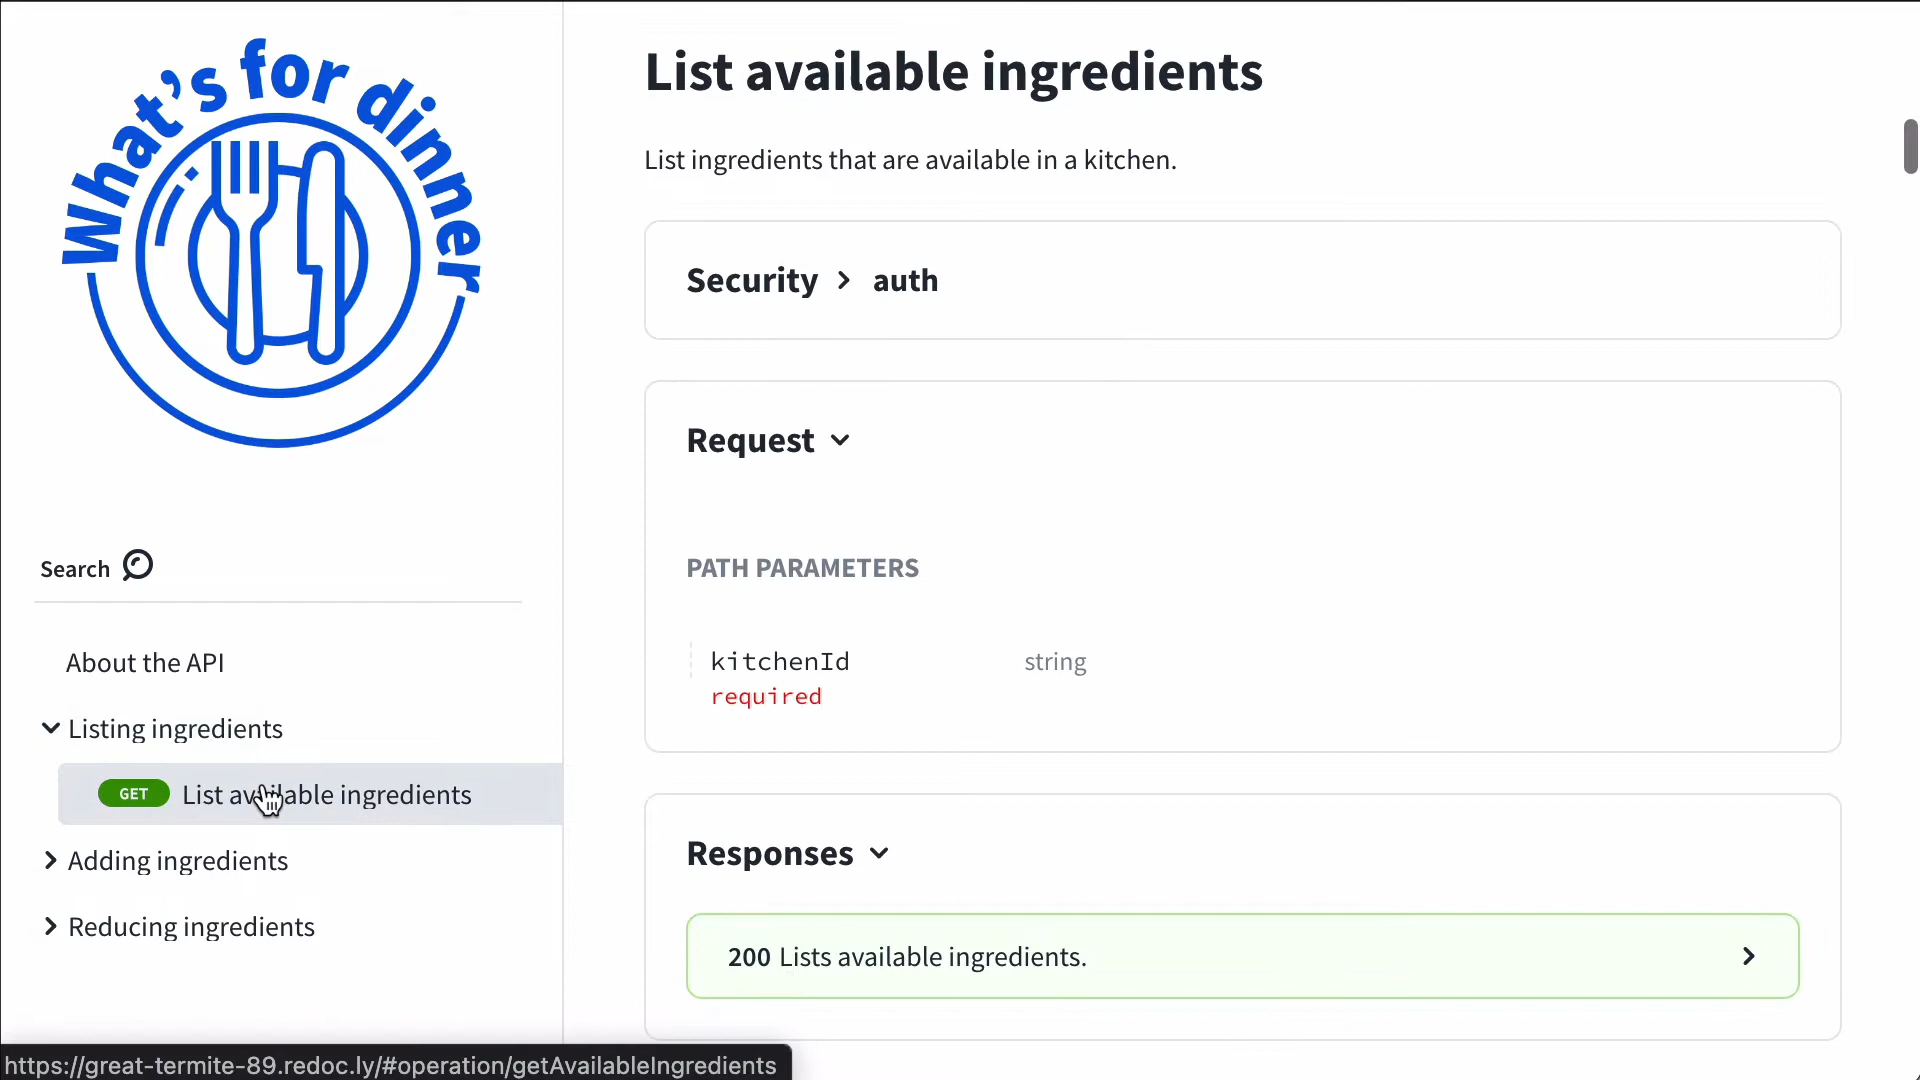 What's for dinner
Search
About the API
Listing ingredients
GET List available ingredients
Adding ingredients
Reducing ingredients
List available ingredients
List ingredients that are available in a kitchen.
Security > auth
Request
PATH PARAMETERS
kitchenId string
required
Responses
200 Lists available ingredients.
https://great-termite-89.redoc.ly/#operation/getAvailableIngredients